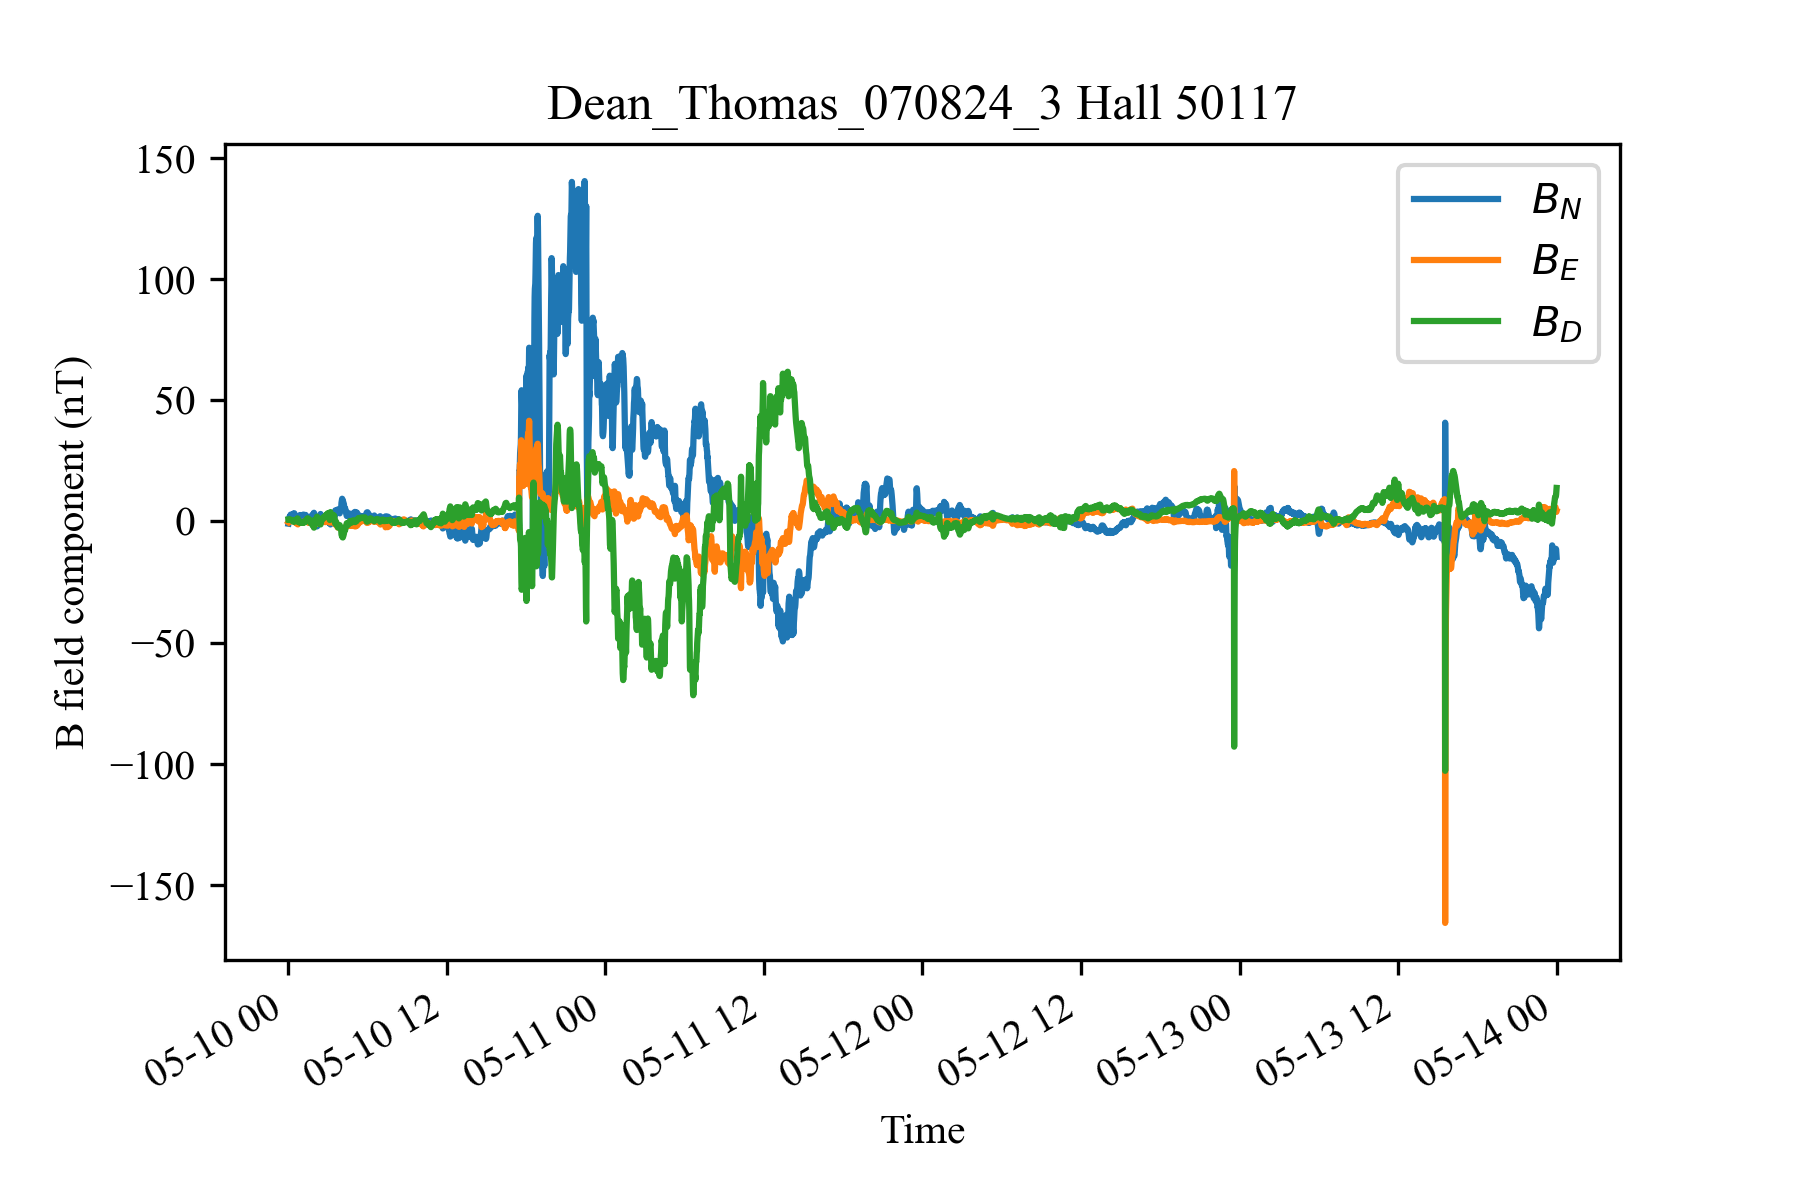 Dean_Thomas_070824_3 Hall 50117
B field component (nT)
150
100
50
0
−50
−100
−150
B_N
B_E
B_D
05-10 00
05-10 12
05-11 00
05-11 12
05-12 00
05-12 12
05-13 00
05-13 12
05-14 00
Time